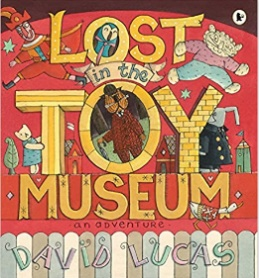 LOST
in the
TOY
MUSEUM
an adventure
DAVID LUCAS